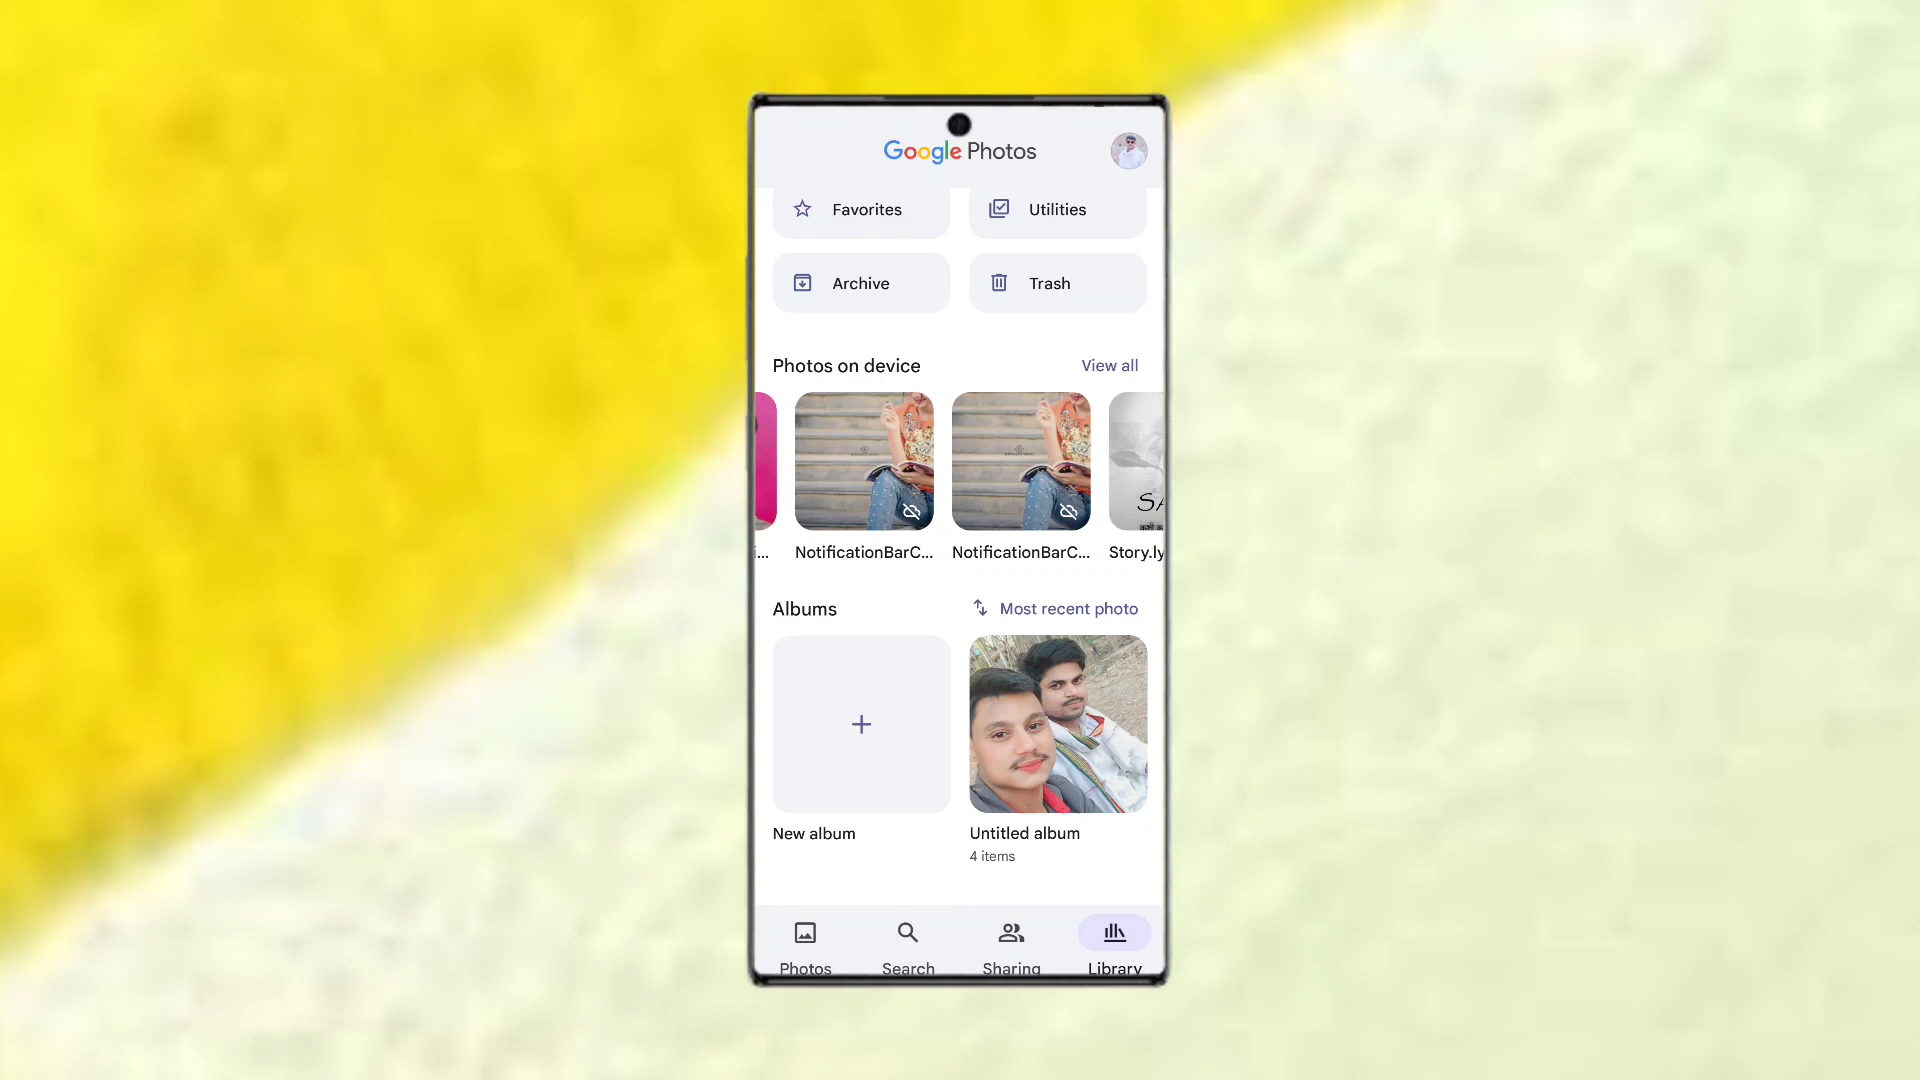 Google Photos
Favorites
Utilities
Archive
Trash
Photos on device
View all
i...
NotificationBarC...
NotificationBarC...
Story.ly
Albums
Most recent photo
New album
Untitled album
4 items
Photos
Search
Sharing
Library